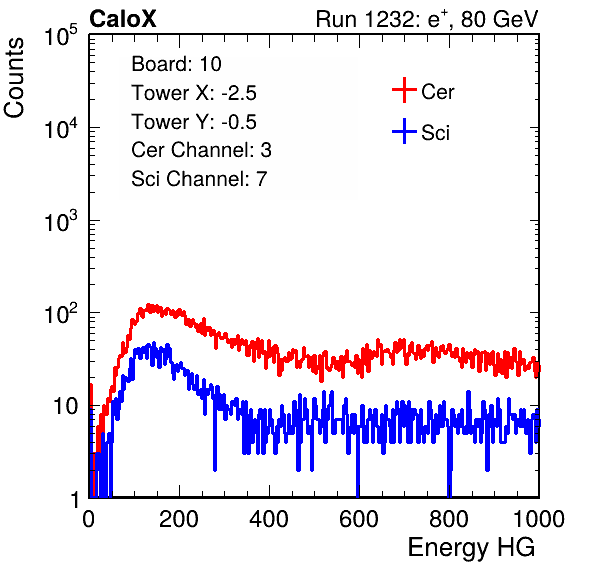 CaloX Run 1232: e⁺, 80 GeV
Counts
10⁵
10⁴
10³
10²
10
1
Board: 10
Tower X: -2.5
Tower Y: -0.5
Cer Channel: 3
Sci Channel: 7
Cer
Sci
0 200 400 600 800 1000
Energy HG